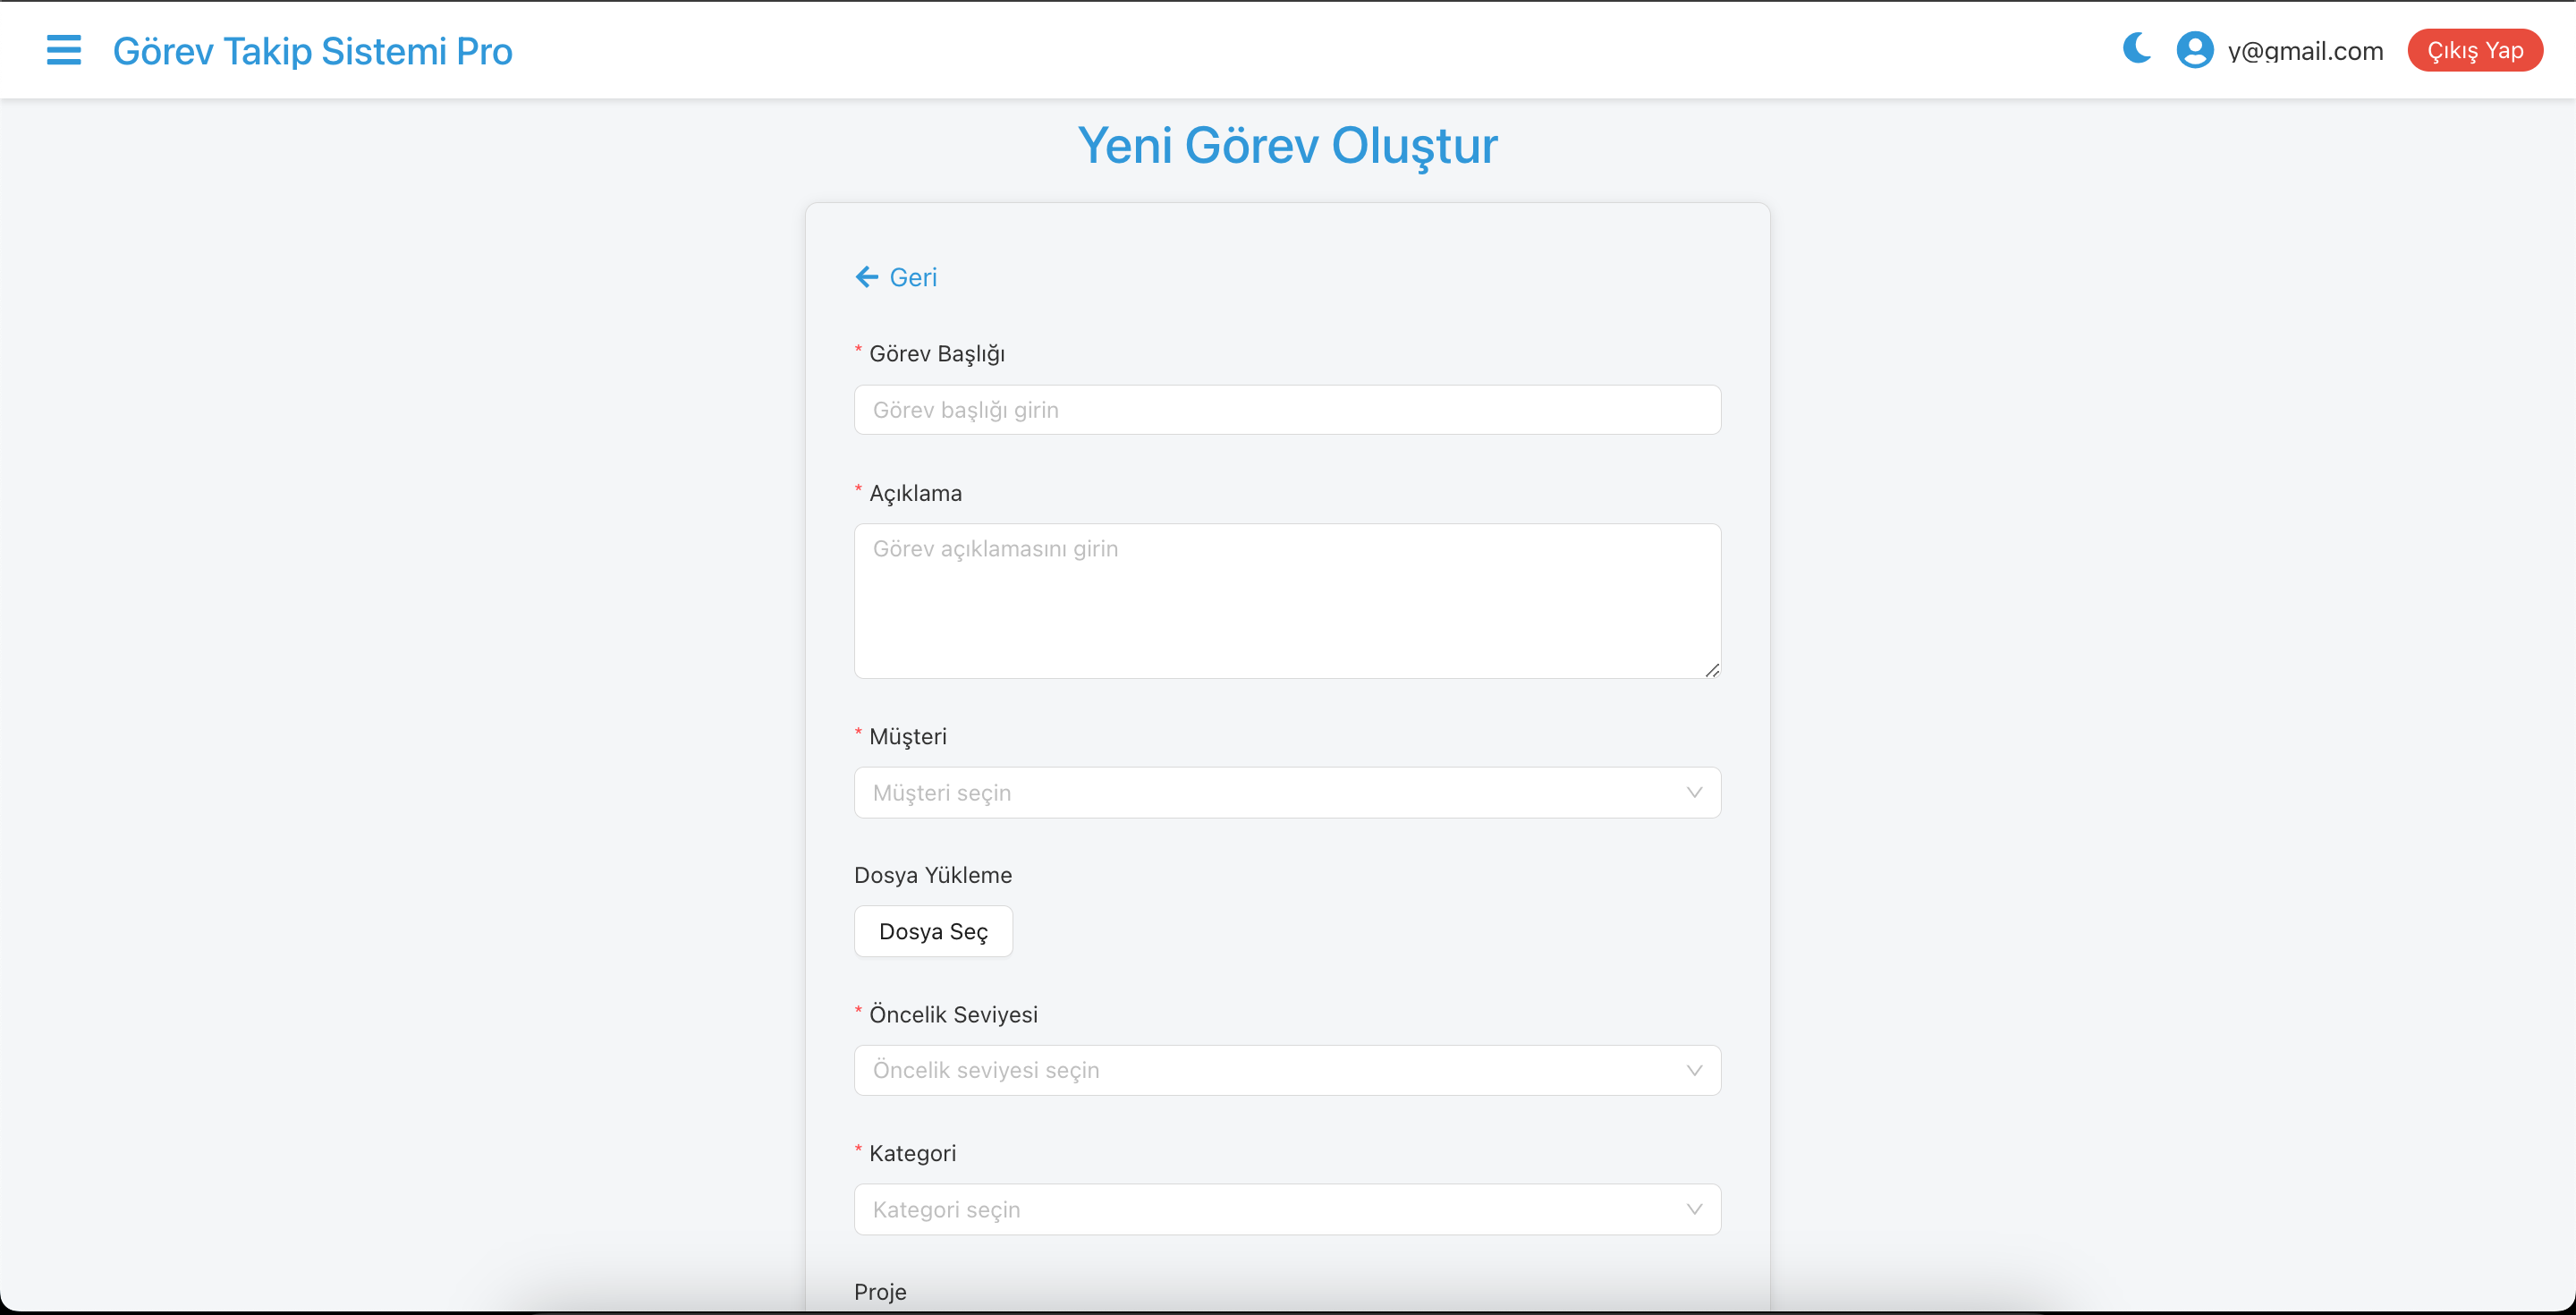 Görev Takip Sistemi Pro
y@gmail.com
Çıkış Yap
Yeni Görev Oluştur
Geri
* Görev Başlığı
Görev başlığı girin
* Açıklama
Görev açıklamasını girin
* Müşteri
Müşteri seçin
Dosya Yükleme
Dosya Seç
* Öncelik Seviyesi
Öncelik seviyesi seçin
* Kategori
Kategori seçin
Proje